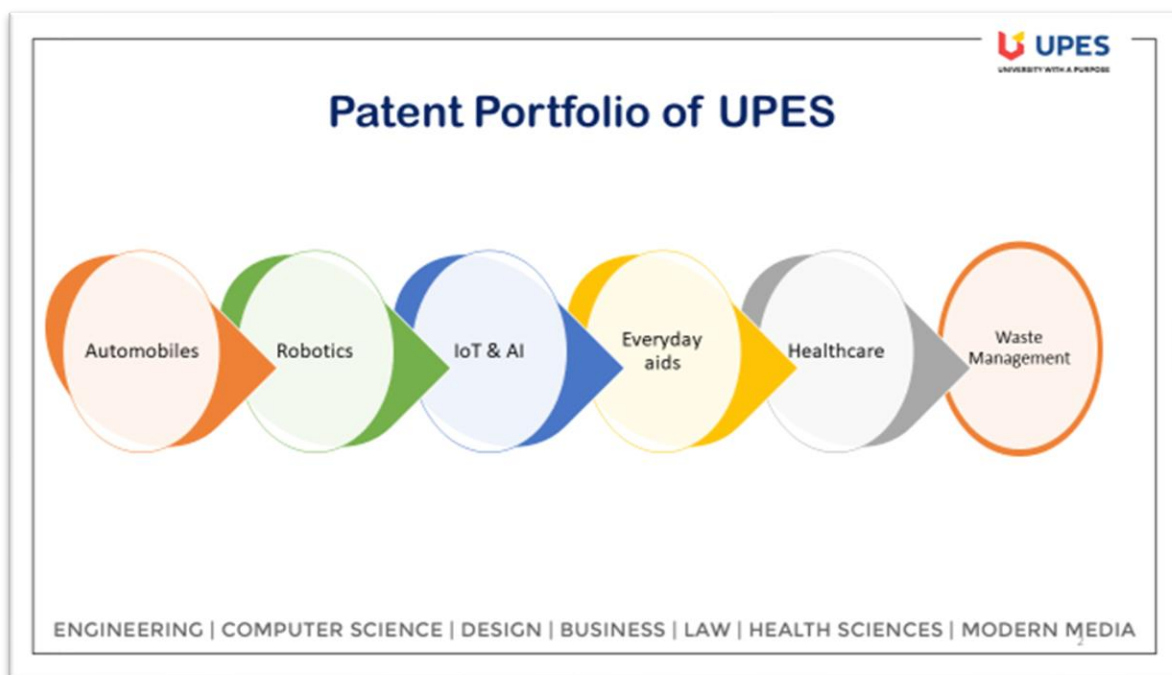 UPES
UNIVERSITY WITH A PURPOSE
Patent Portfolio of UPES
Automobiles
Robotics
IoT & AI
Everyday
aids
Healthcare
Waste
Management
ENGINEERING | COMPUTER SCIENCE | DESIGN | BUSINESS | LAW | HEALTH SCIENCES | MODERN MEDIA
2